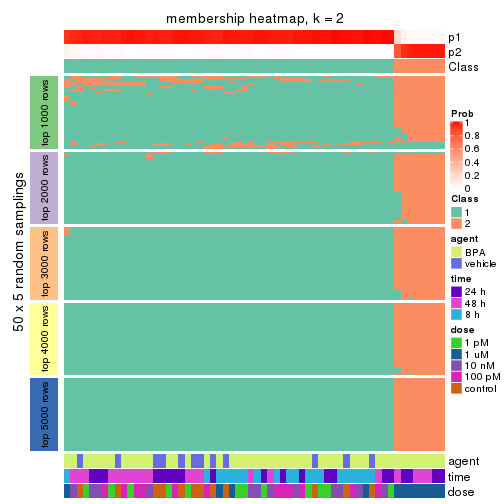 membership heatmap, k = 2
p1
p2
Class
50 x 5 random samplings
top 1000 rows
top 2000 rows
top 3000 rows
top 4000 rows
top 5000 rows
agent
time
dose
Prob
1
0.8
0.6
0.4
0.2
0
Class
1
2
agent
BPA
vehicle
time
24 h
48 h
8 h
dose
1 pM
1 uM
10 nM
100 pM
control